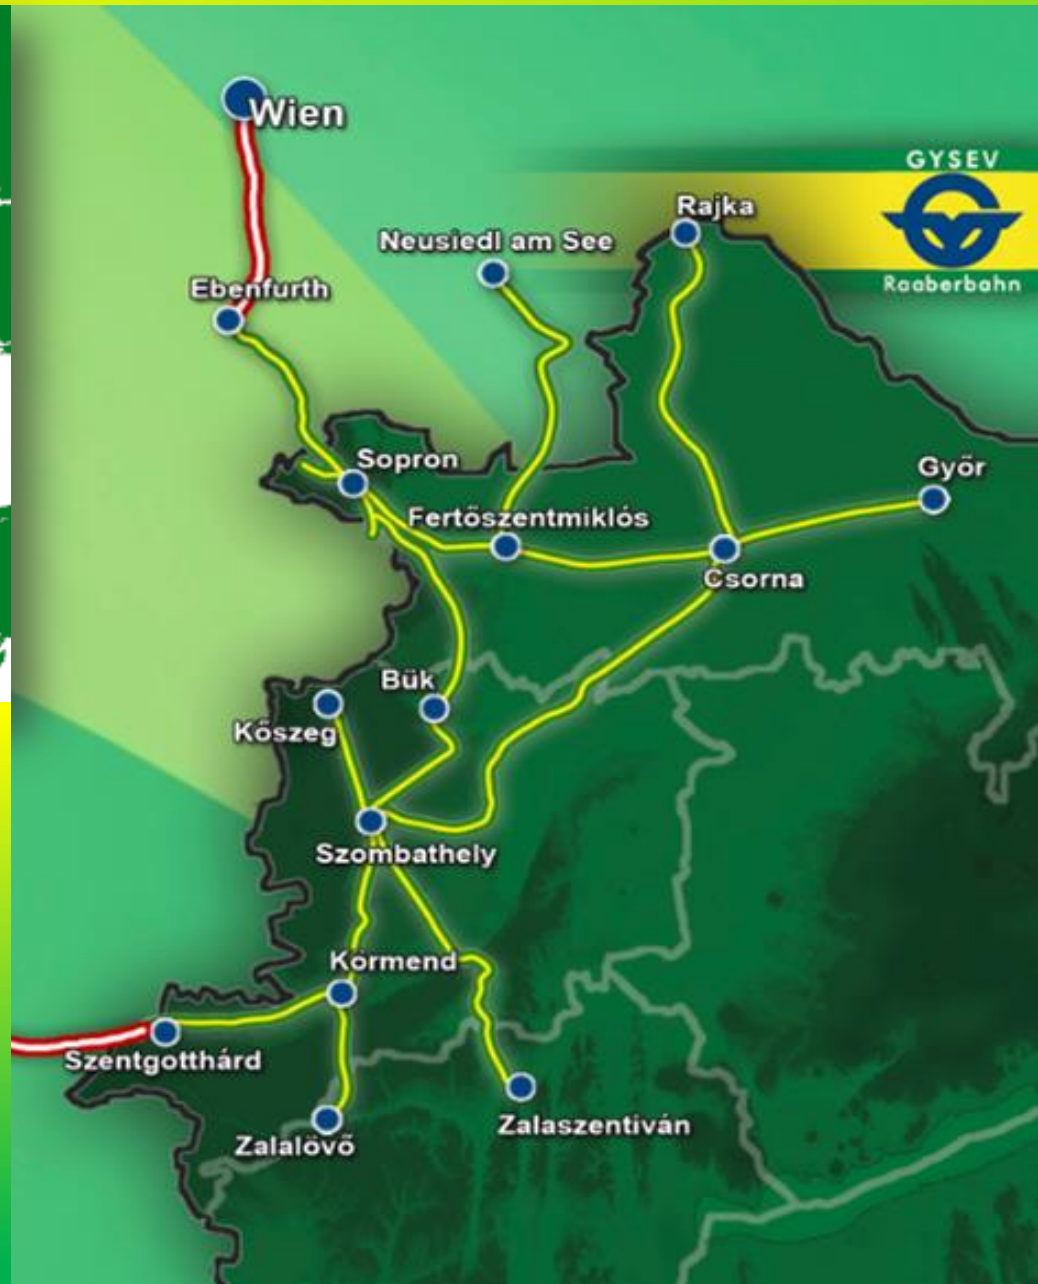 Wien
GYSEV
Rajka
Neusiedl am See
Raaberbahn
Ebenfurth
Sopron
Győr
Fertőszentmiklós
Csorna
Bük
Kőszeg
Szombathely
Körmend
Szentgotthárd
Zalaszentiván
Zalalövő